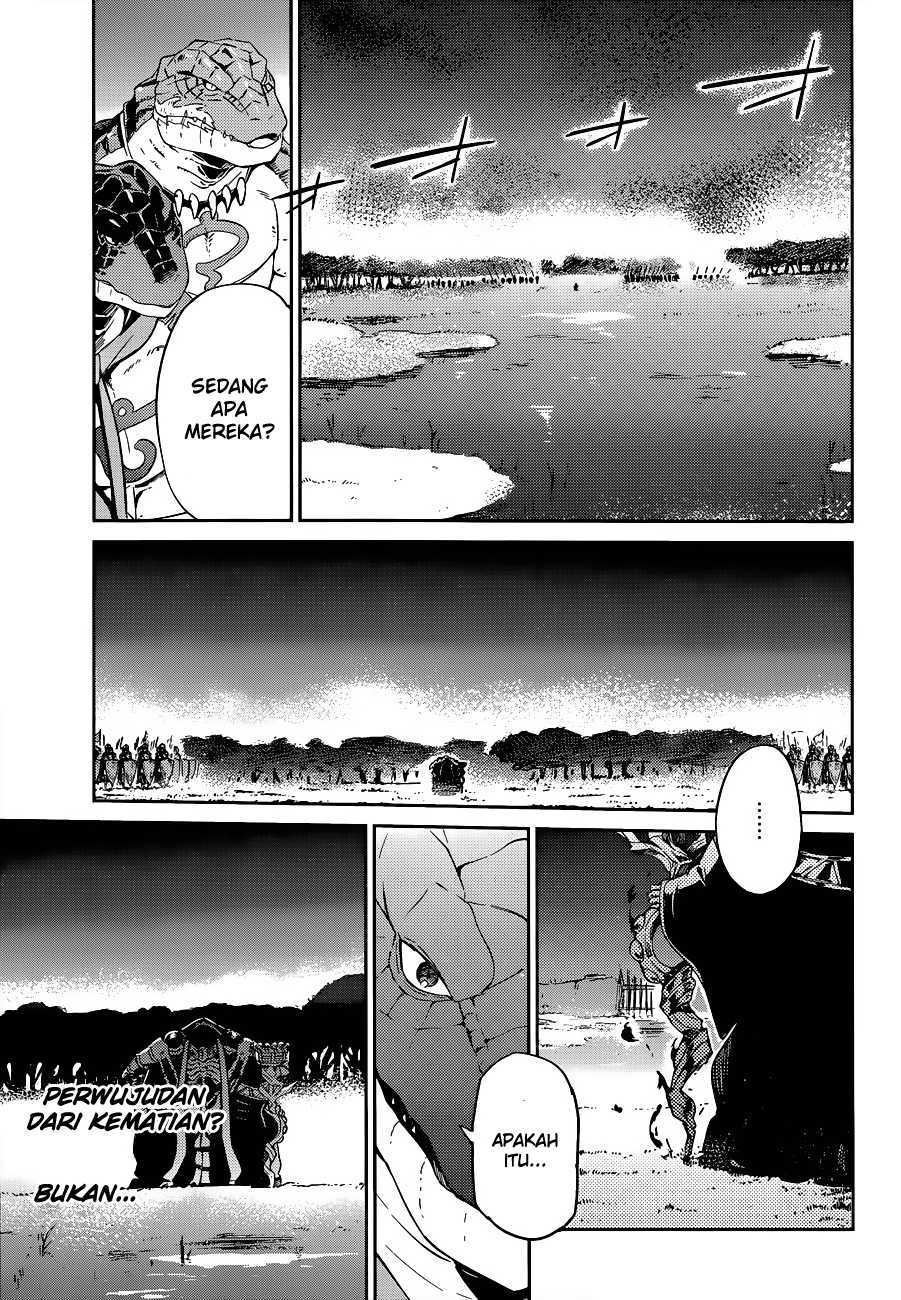 SEDANG
APA
MEREKA?
......
APAKAH
ITU...
PERWUJUDAN
DARI KEMATIAN?
BUKAN...